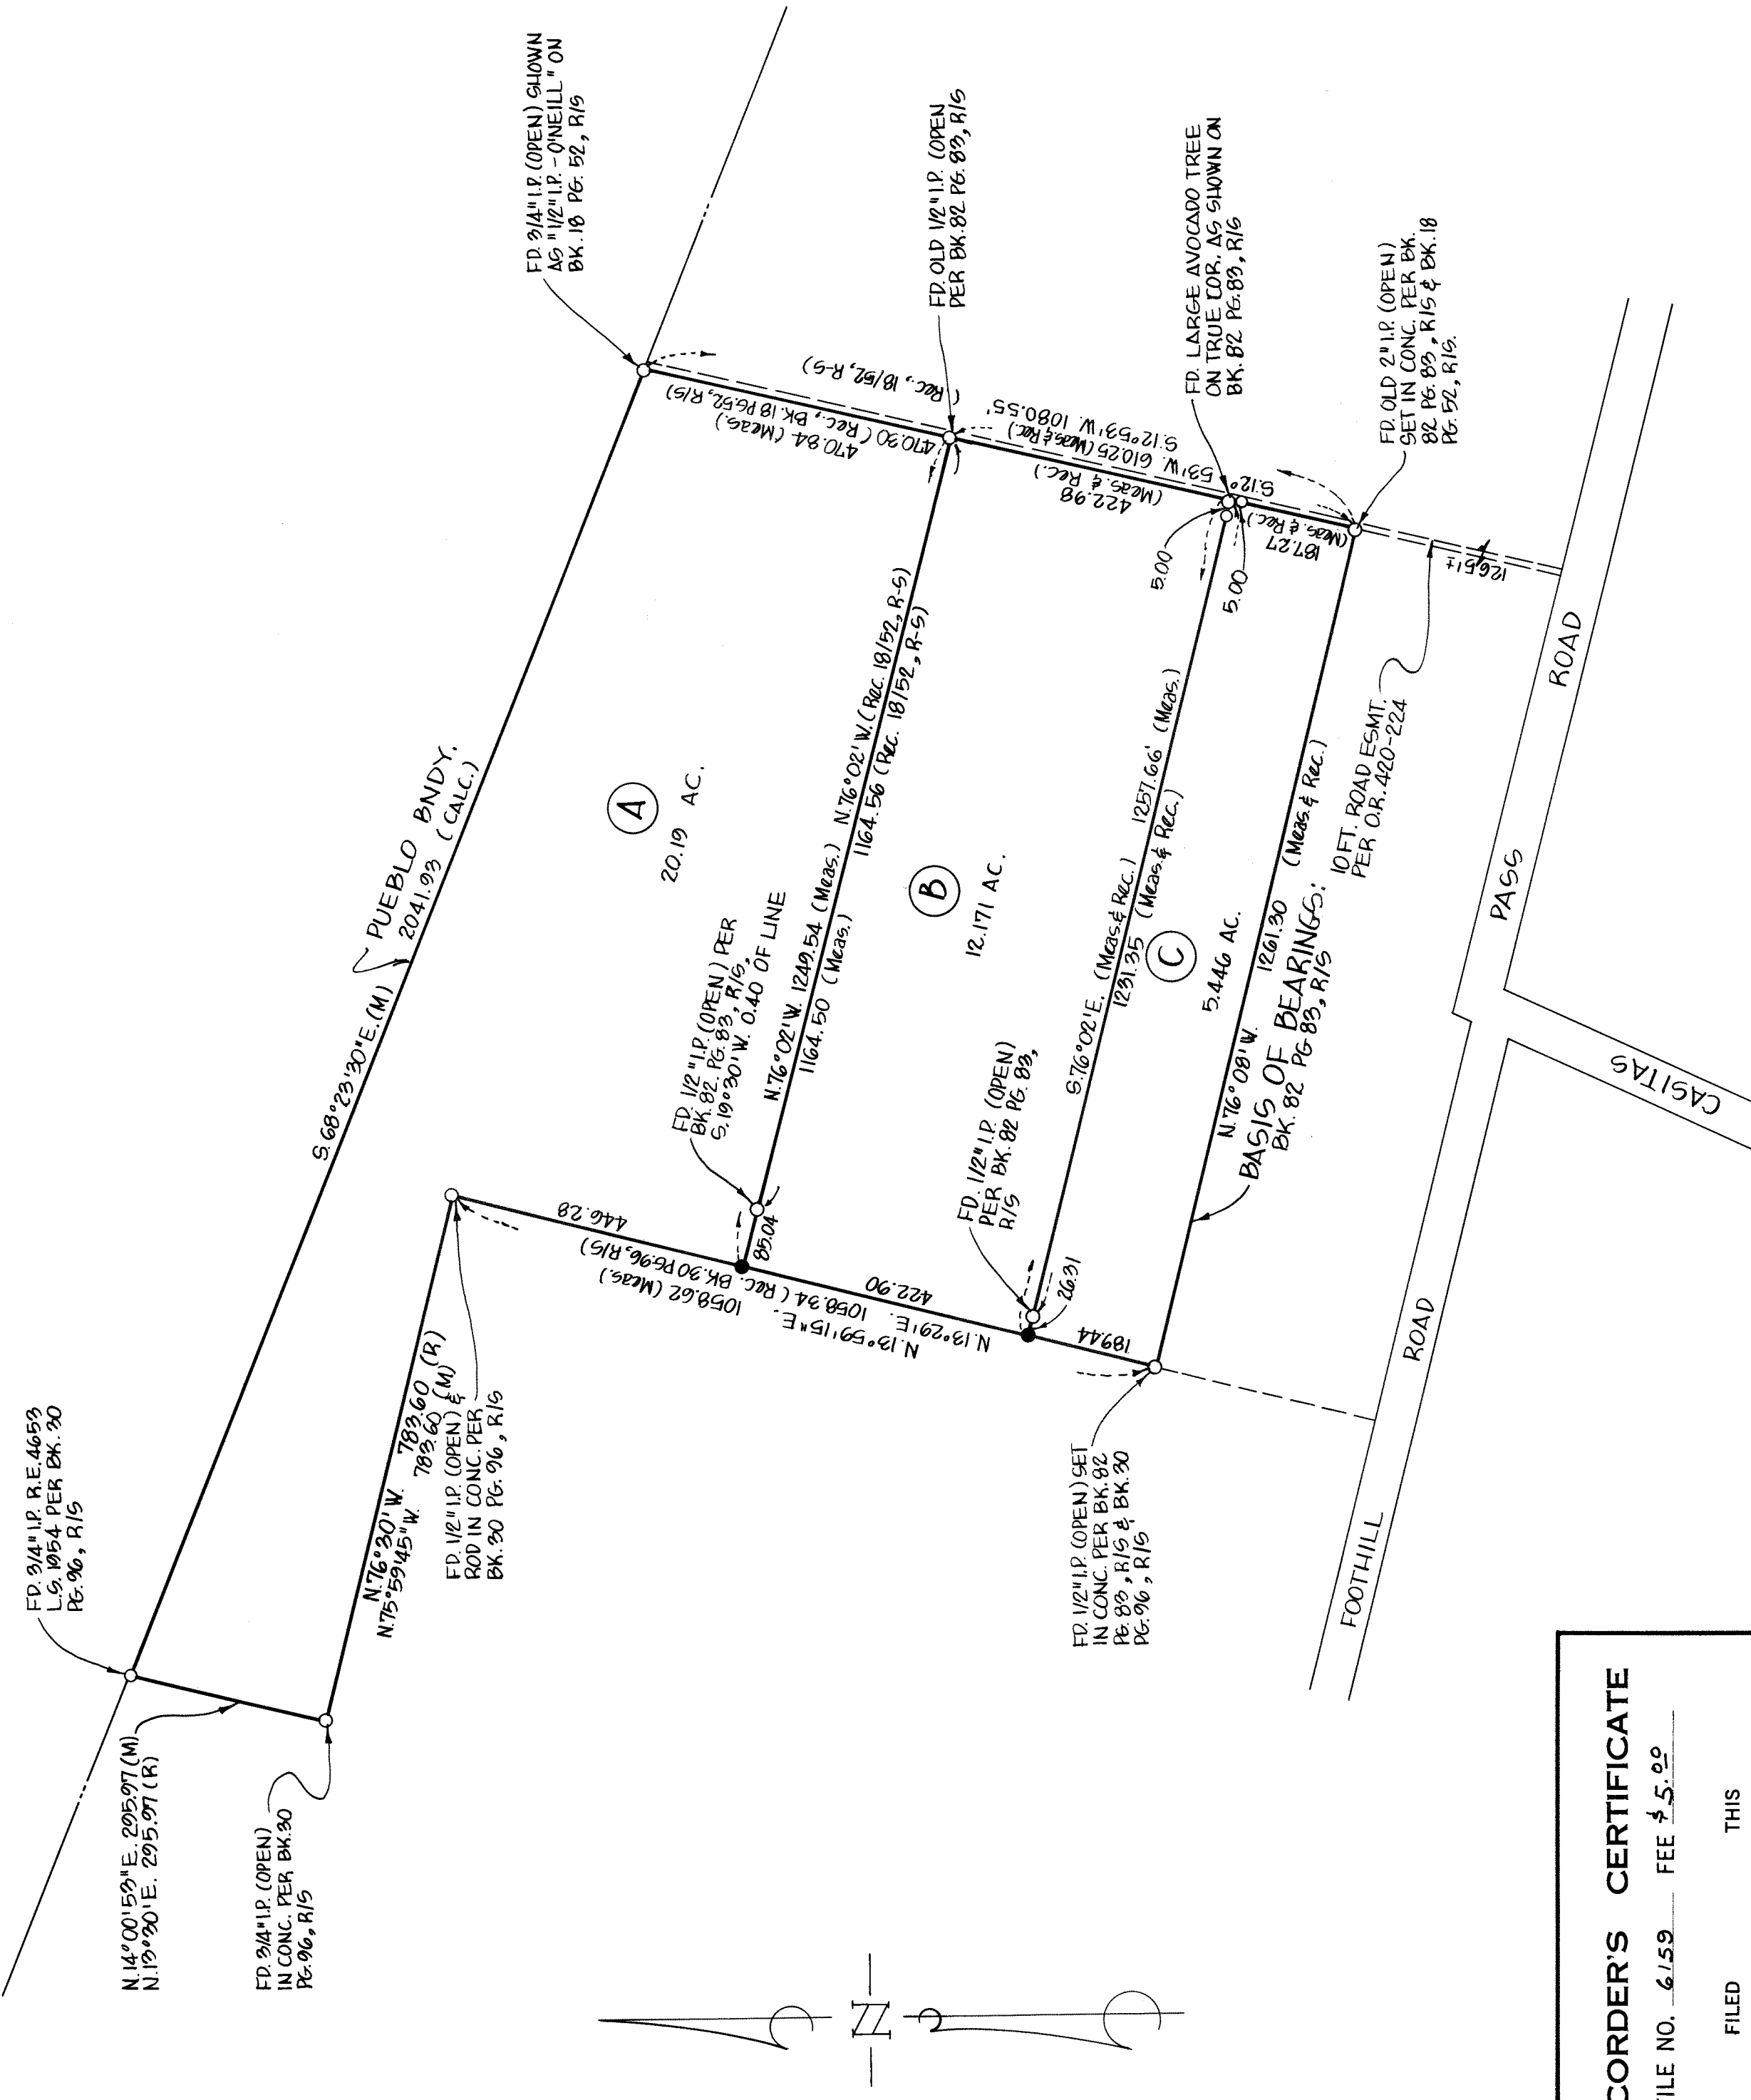 FD. 3/4" I.P. R.E. 4653
L.S. 1954 PER BK. 30
PG. 96, R/S
N.14°00'53"E. 295.97 (M)
N.13°30'E. 295.97 (R)
FD. 3/4" I.P. (OPEN)
IN CONC. PER BK.30
PG. 96, R/S
S. 68°23'30"E. (M)
PUEBLO BNDY.
2041.93 (CALC.)
FD. 3/4" I.P. (OPEN) SHOWN
AS "1/2" I.P. - O'NEILL" ON
BK. 18 PG. 52, R/S
N.76°30'W. 783.60 (R)
N.75°59'45"W. 783.60 (M)
FD. 1/2" I.P. (OPEN) &
ROD IN CONC. PER
BK. 30 PG. 96, R/S
446.28
1058.34 (Rec. BK.30 PG.96, R/S)
1058.62 (Meas.)
N.13°29'E.
N.13°59'15"E.
422.90
189.44
A
20.19 AC.
470.30 (Rec., BK.18 PG.52, R/S)
470.84 (Meas.)
(Rec., 18/52, R-S)
S.12°53'W. 1080.55'
S.12°53'W. 610.25 (Meas. & Rec.)
422.98
(Meas. & Rec.)
187.27
(Meas. & Rec.)
FD. OLD 1/2" I.P. (OPEN
PER BK.82 PG. 83, R/S
FD. 1/2" I.P. (OPEN) PER
BK. 82. PG. 83, R/S,
S.19°30'W. 0.40 OF LINE
85.04
N.76°02'W. 1249.54 (Meas.) N.76°02'W. (Rec. 18/52, R-S)
1164.50 (Meas.) 1164.56 (Rec. 18/52, R-S)
B
12.171 AC.
FD. LARGE AVOCADO TREE
ON TRUE COR. AS SHOWN ON
BK. 82 PG. 83, R/S
5.00
5.00
FD. 1/2" I.P. (OPEN)
PER BK. 82 PG. 83,
R/S
26.31
S.76°02'E. (Meas. & Rec.) 1257.66' (Meas.)
1231.35 (Meas. & Rec.)
C
5.446 AC.
FD. OLD 2" I.P. (OPEN)
SET IN CONC. PER BK.
82 PG. 83, R/S & BK. 18
PG. 52, R/S.
N.76°08'W. 1261.30 (Meas. & Rec.)
BASIS OF BEARINGS:
BK. 82 PG 83, R/S
10 FT. ROAD ESMT.
PER O.R. 420-224
126.51±
FD. 1/2" I.P. (OPEN) SET
IN CONC. PER BK. 82
PG. 83, R/S & BK. 30
PG. 96, R/S
FOOTHILL ROAD
CASITAS PASS ROAD
N
CORDER'S CERTIFICATE
FILE NO. 6159 FEE $5.00
FILED THIS